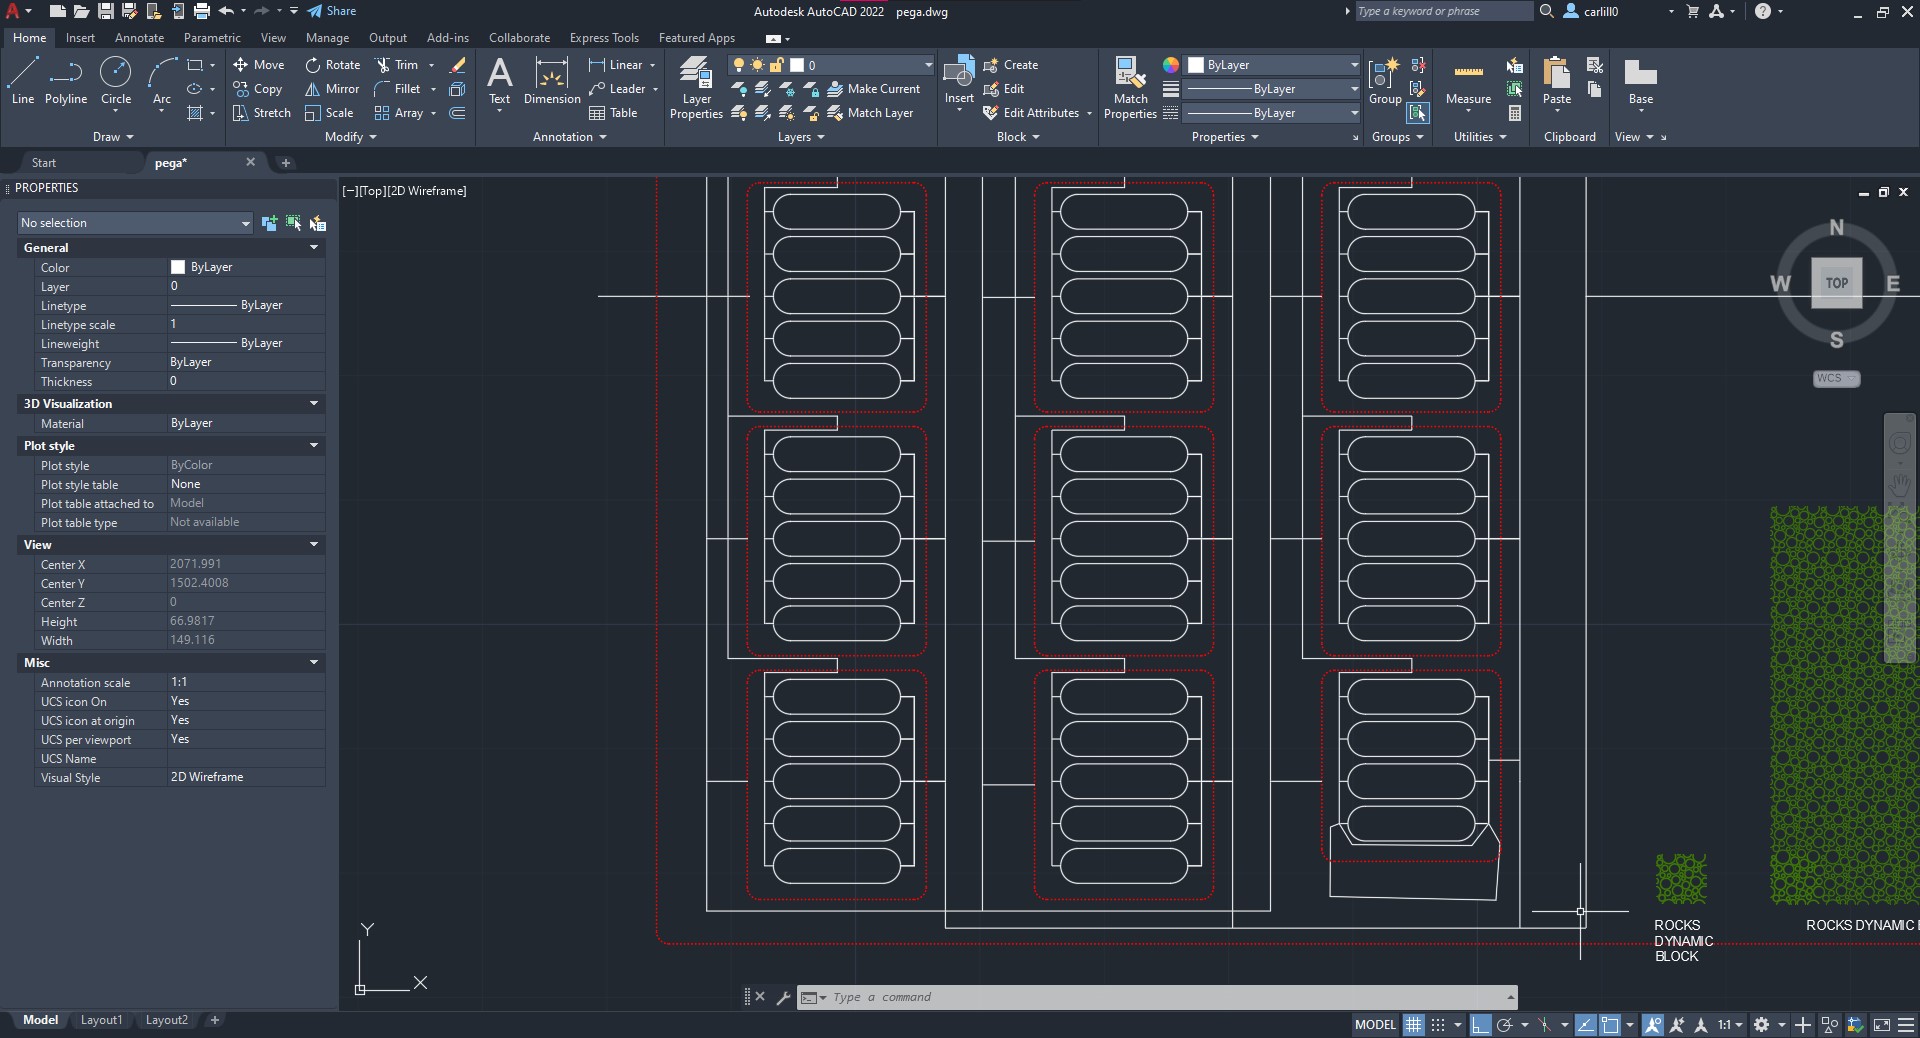 Share
Autodesk AutoCAD 2022 pega.dwg
Type a keyword or phrase
carlill0
Home Insert Annotate Parametric View Manage Output Add-ins Collaborate Express Tools Featured Apps
Line
Polyline
Circle
Arc
Draw
Move
Rotate
Trim
Copy
Mirror
Fillet
Stretch
Scale
Array
Modify
Text
Dimension
Linear
Leader
Table
Annotation
Layer
Properties
0
Make Current
Match Layer
Layers
Insert
Create
Edit
Edit Attributes
Block
Match
Properties
ByLayer
ByLayer
ByLayer
Properties
Group
Groups
Measure
Utilities
Paste
Clipboard
Base
View
Start
pega*
PROPERTIES
No selection
General
Color ByLayer
Layer 0
Linetype ByLayer
Linetype scale 1
Lineweight ByLayer
Transparency ByLayer
Thickness 0
3D Visualization
Material ByLayer
Plot style
Plot style ByColor
Plot style table None
Plot table attached to Model
Plot table type Not available
View
Center X 2071.991
Center Y 1502.4008
Center Z 0
Height 66.9817
Width 149.116
Misc
Annotation scale 1:1
UCS icon On Yes
UCS icon at origin Yes
UCS per viewport Yes
UCS Name
Visual Style 2D Wireframe
[−][Top][2D Wireframe]
N
W TOP E
S
WCS
ROCKS
DYNAMIC
BLOCK
ROCKS DYNAMIC
Y
X
Type a command
Model Layout1 Layout2
MODEL
1:1